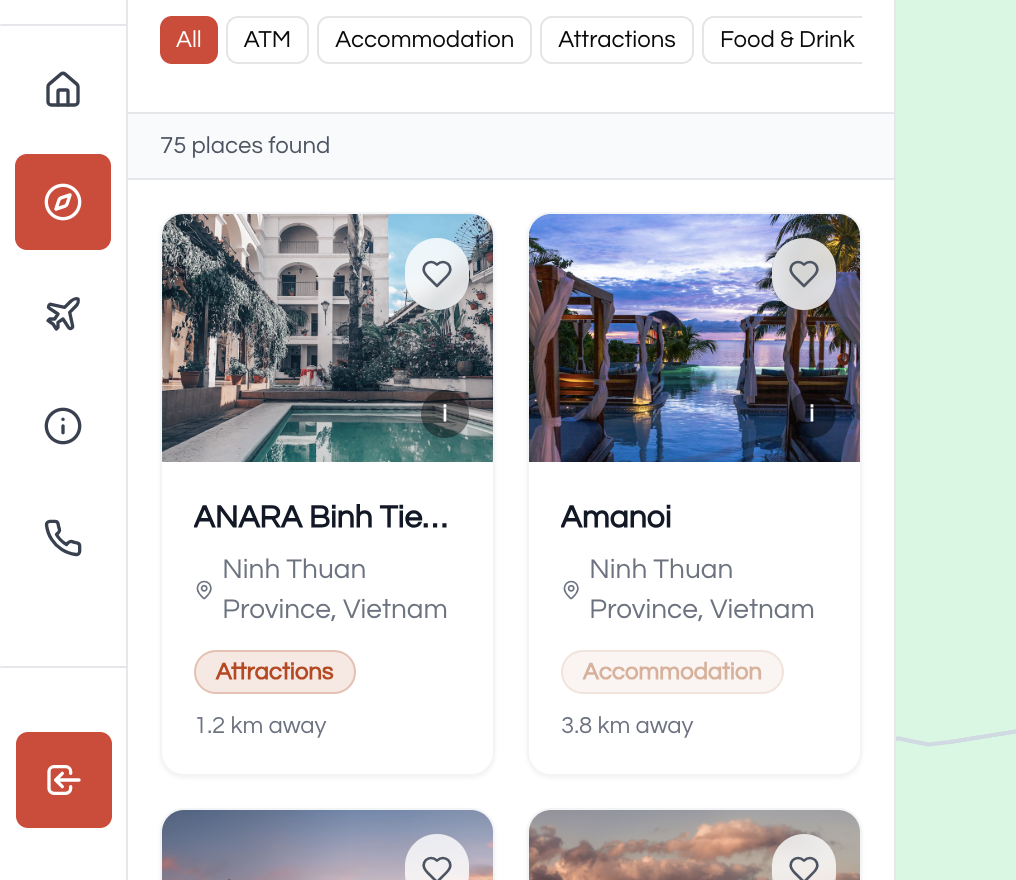 All
ATM
Accommodation
Attractions
Food & Drink
75 places found
i
i
ANARA Binh Tie...
Ninh Thuan
Province, Vietnam
Attractions
1.2 km away
Amanoi
Ninh Thuan
Province, Vietnam
Accommodation
3.8 km away